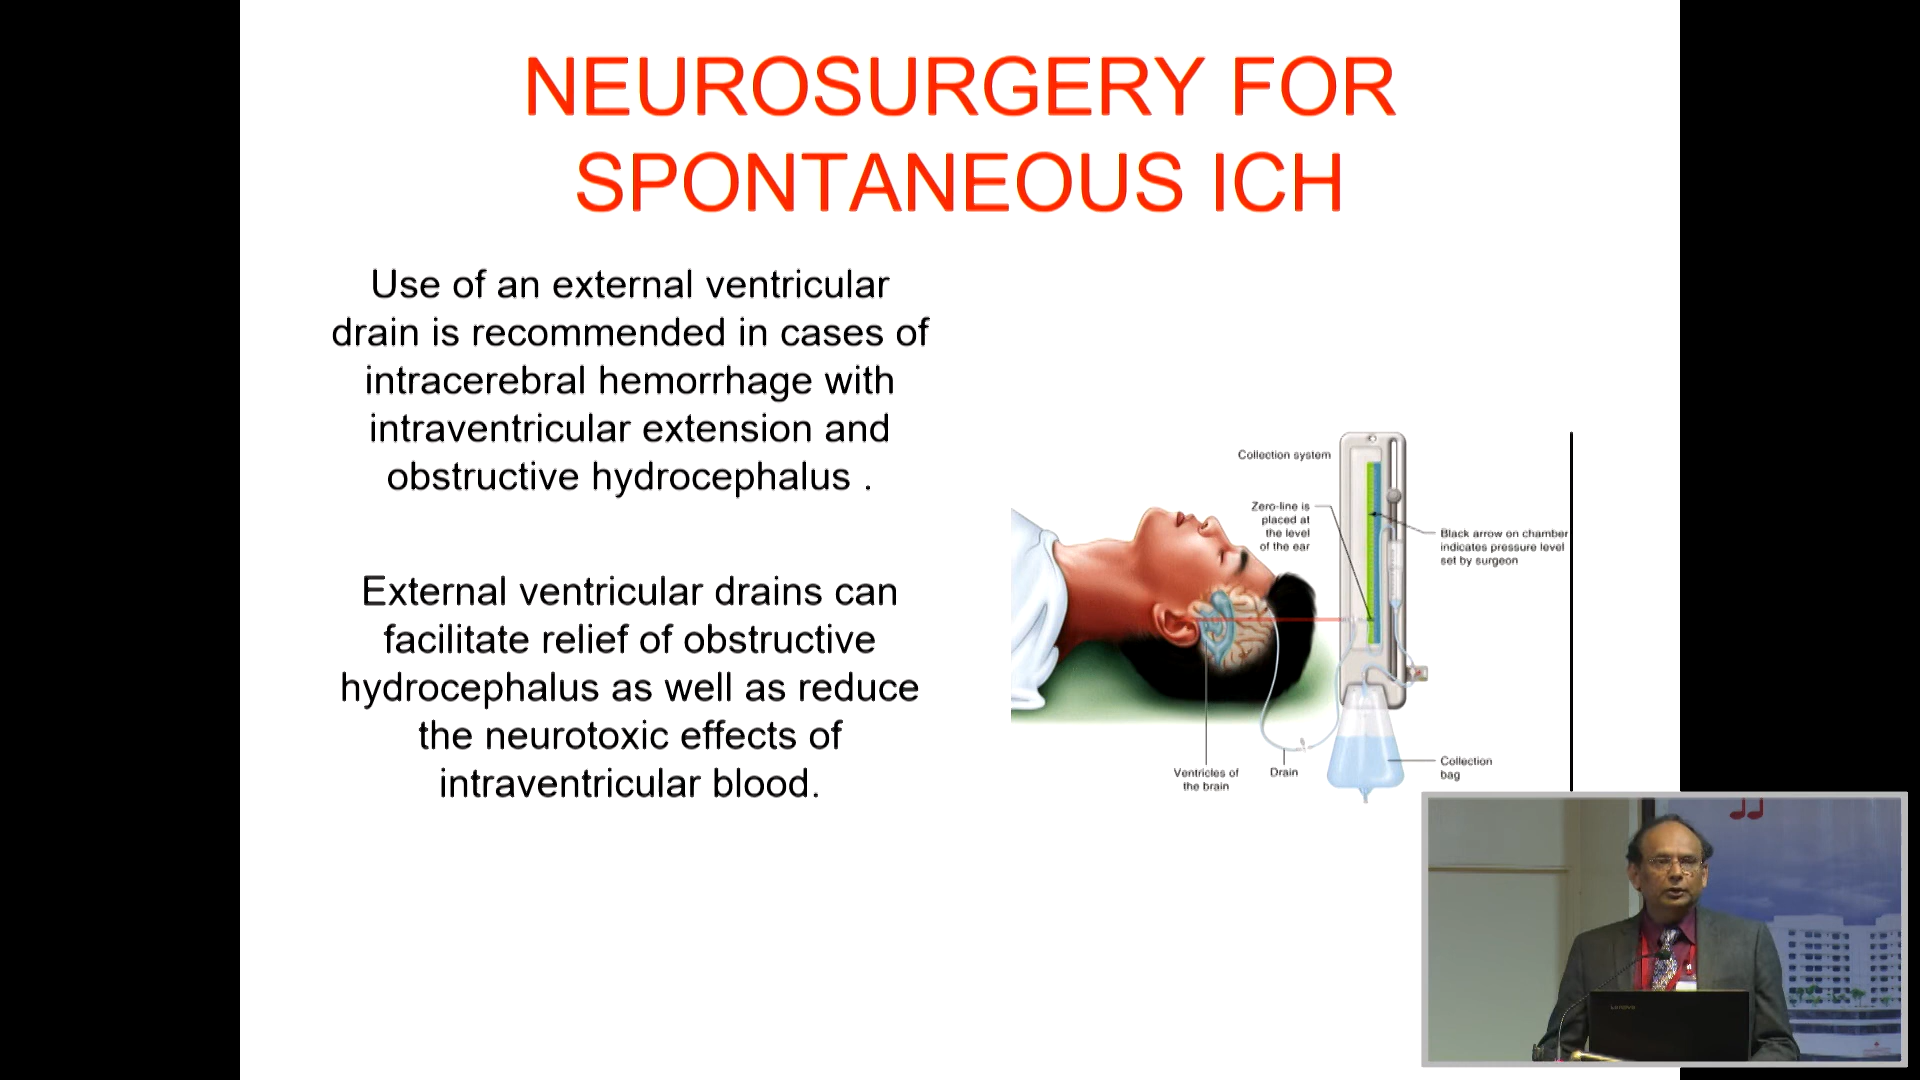 NEUROSURGERY FOR
SPONTANEOUS ICH
Use of an external ventricular
drain is recommended in cases of
intracerebral hemorrhage with
intraventricular extension and
obstructive hydrocephalus .
External ventricular drains can
facilitate relief of obstructive
hydrocephalus as well as reduce
the neurotoxic effects of
intraventricular blood.
Collection system
Zero-line is
placed at
the level
of the ear
Black arrow on chamber
indicates pressure level
set by surgeon
Ventricles of
the brain
Drain
Collection
bag
Lenovo